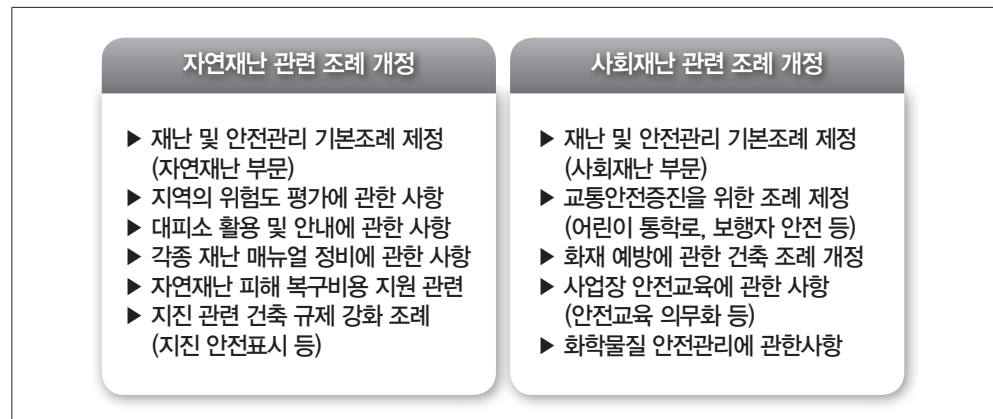 자연재난 관련 조례 개정
▶ 재난 및 안전관리 기본조례 제정
(자연재난 부문)
▶ 지역의 위험도 평가에 관한 사항
▶ 대피소 활용 및 안내에 관한 사항
▶ 각종 재난 매뉴얼 정비에 관한 사항
▶ 자연재난 피해 복구비용 지원 관련
▶ 지진 관련 건축 규제 강화 조례
(지진 안전표시 등)
사회재난 관련 조례 개정
▶ 재난 및 안전관리 기본조례 제정
(사회재난 부문)
▶ 교통안전증진을 위한 조례 제정
(어린이 통학로, 보행자 안전 등)
▶ 화재 예방에 관한 건축 조례 개정
▶ 사업장 안전교육에 관한 사항
(안전교육 의무화 등)
▶ 화학물질 안전관리에 관한사항